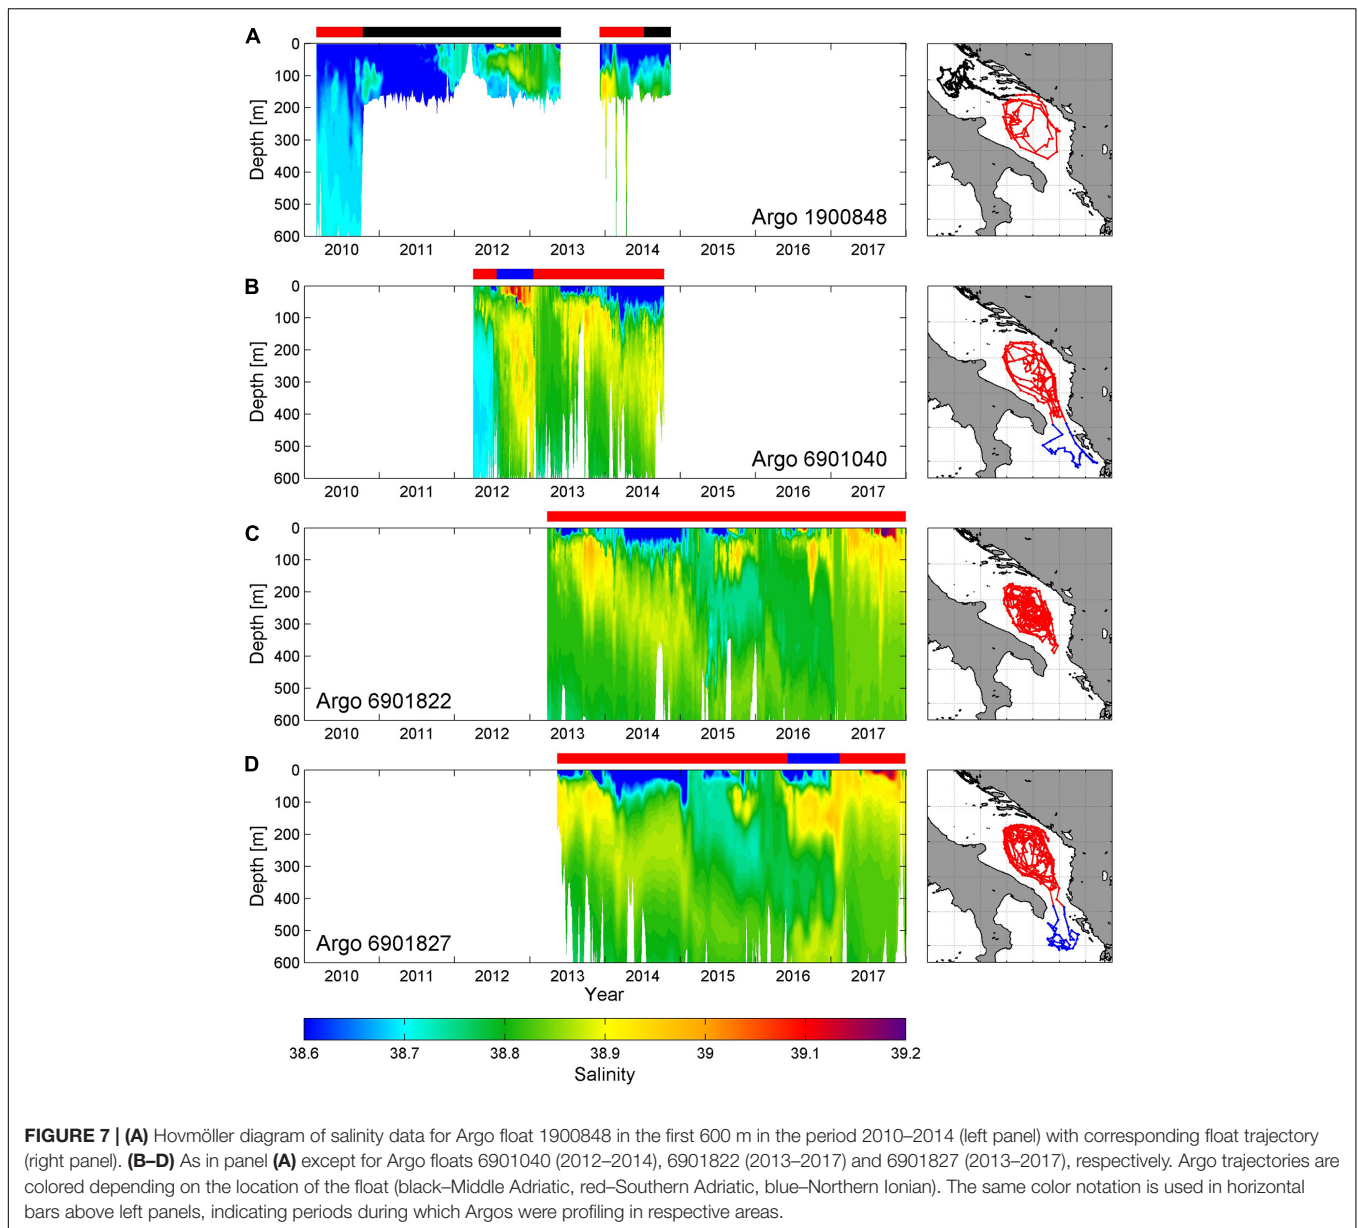 A
0
100
200
300
400
500
600
Depth [m]
Argo 1900848
2010 2011 2012 2013 2014 2015 2016 2017
B
0
100
200
300
400
500
600
Depth [m]
Argo 6901040
2010 2011 2012 2013 2014 2015 2016 2017
C
0
100
200
300
400
500
600
Depth [m]
Argo 6901822
2010 2011 2012 2013 2014 2015 2016 2017
D
0
100
200
300
400
500
600
Depth [m]
Argo 6901827
2010 2011 2012 2013 2014 2015 2016 2017
Year
38.6 38.7 38.8 38.9 39 39.1 39.2
Salinity
FIGURE 7 | (A) Hovmöller diagram of salinity data for Argo float 1900848 in the first 600 m in the period 2010–2014 (left panel) with corresponding float trajectory
(right panel). (B–D) As in panel (A) except for Argo floats 6901040 (2012–2014), 6901822 (2013–2017) and 6901827 (2013–2017), respectively. Argo trajectories are
colored depending on the location of the float (black–Middle Adriatic, red–Southern Adriatic, blue–Northern Ionian). The same color notation is used in horizontal
bars above left panels, indicating periods during which Argos were profiling in respective areas.